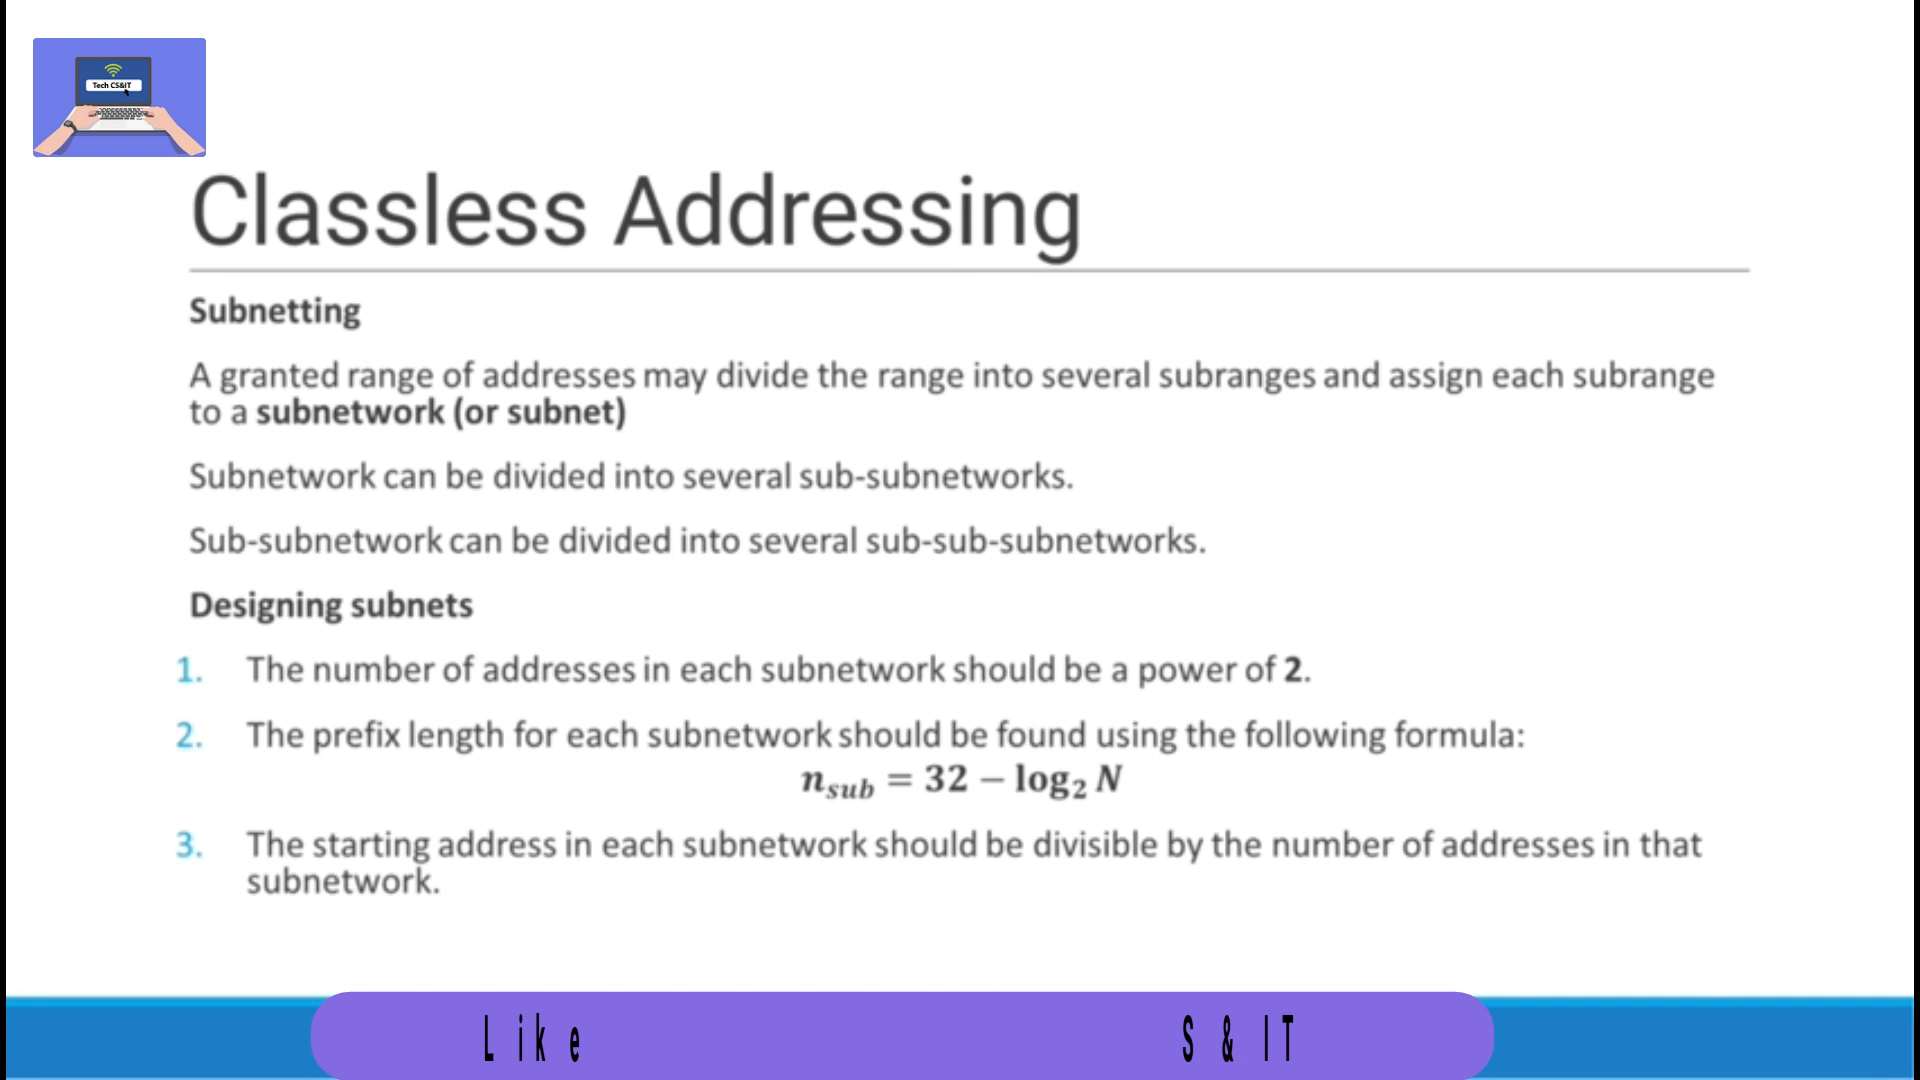 Tech CS&IT
Classless Addressing
Subnetting
A granted range of addresses may divide the range into several subranges and assign each subrange
to a subnetwork (or subnet)
Subnetwork can be divided into several sub-subnetworks.
Sub-subnetwork can be divided into several sub-sub-subnetworks.
Designing subnets
1. The number of addresses in each subnetwork should be a power of 2.
2. The prefix length for each subnetwork should be found using the following formula:
n_sub = 32 – log₂ N
3. The starting address in each subnetwork should be divisible by the number of addresses in that
subnetwork.
Like S & IT